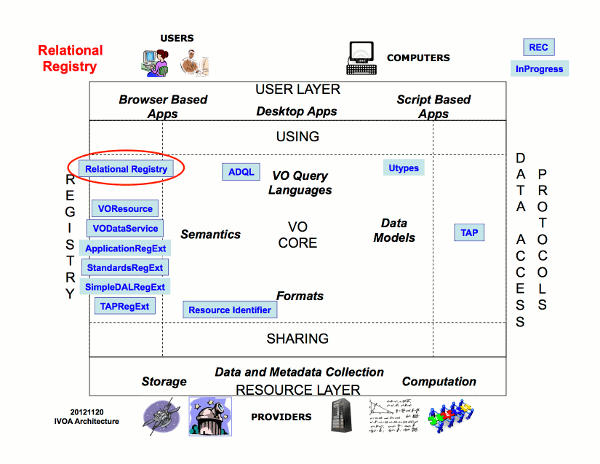 Relational
Registry
USERS
COMPUTERS
REC
InProgress
USER LAYER
Browser Based
Apps
Desktop Apps
Script Based
Apps
USING
Relational Registry
ADQL
VO Query
Languages
Utypes
REGISTRY
VOResource
VODataService
ApplicationRegExt
StandardsRegExt
SimpleDALRegExt
TAPRegExt
Semantics
VO
CORE
Data
Models
TAP
DATA ACCESS
PROTOCOLS
Formats
Resource Identifier
SHARING
Data and Metadata Collection
Storage
RESOURCE LAYER
Computation
20121120
IVOA Architecture
PROVIDERS